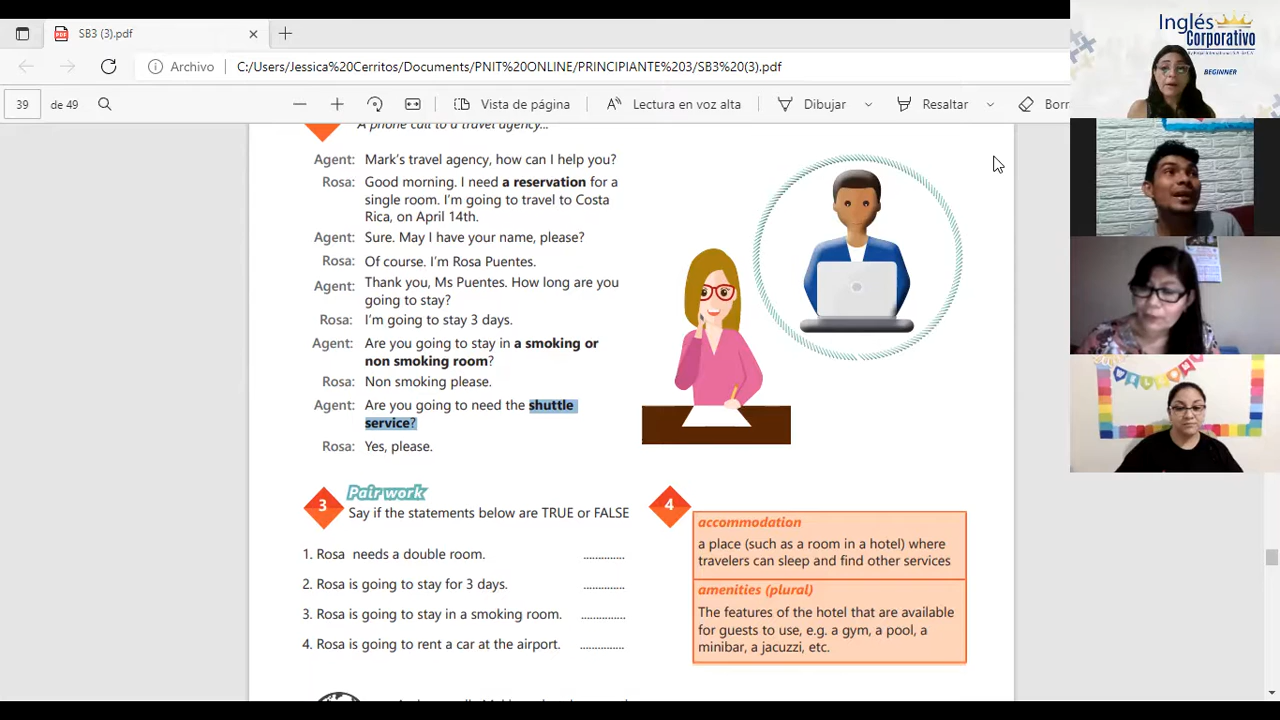 SB3 (3).pdf
Archivo
C:/Users/Jessica%20Cerritos/Documents/
/PRINCIPIANTE%203/SB3%20(3).pdf
39 de 49
Vista de página
Lectura en voz alta
Dibujar
Resaltar
Borr
Inglés
Corporativo
BEGINNER
A phone call
travel agency...
Agent: Mark's travel agency, how can I help you?
Rosa: Good morning. I need a reservation for a
single room. I'm going to travel to Costa
Rica, on April 14th.
Agent: Sure. May I have your name, please?
Rosa: Of course. I'm Rosa Puentes.
Agent: Thank you, Ms Puentes. How long are you
going to stay?
Rosa: I'm going to stay 3 days.
Agent: Are you going to stay in a smoking or
non smoking room?
Rosa: Non smoking please.
Agent: Are you going to need the shuttle
service?
Rosa: Yes, please.
3 Pair work
Say if the statements below are TRUE or FALSE
1. Rosa needs a double room. ..............
2. Rosa is going to stay for 3 days. ..............
3. Rosa is going to stay in a smoking room. ...............
4. Rosa is going to rent a car at the airport. ...............
4
accommodation
a place (such as a room in a hotel) where
travelers can sleep and find other services
amenities (plural)
The features of the hotel that are available
for guests to use, e.g. a gym, a pool, a
minibar, a jacuzzi, etc.